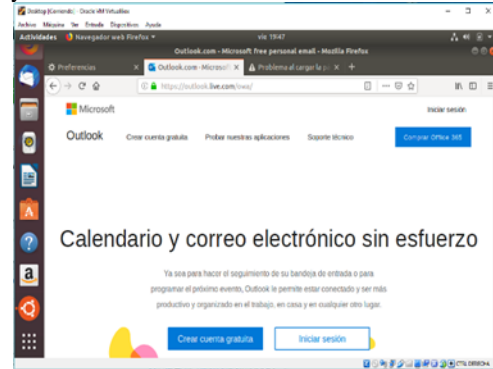 Desktop [Corriendo] - Oracle VM VirtualBox
Archivo Máquina Ver Entrada Dispositivos Ayuda
Actividades Navegador web Firefox vie 19:47
Outlook.com - Microsoft free personal email - Mozilla Firefox
Preferencias
Outlook.com - Microsoft
Problema al cargar la p
https://outlook.live.com/owa/
Microsoft
Iniciar sesión
Outlook Crear cuenta gratuita Probar nuestras aplicaciones Soporte técnico Comprar Office 365
Calendario y correo electrónico sin esfuerzo
Ya sea para hacer el seguimiento de su bandeja de entrada o para
programar el próximo evento, Outlook le permite estar conectado y ser más
productivo y organizado en el trabajo, en casa y en cualquier otro lugar.
Crear cuenta gratuita Iniciar sesión
CTRL DERECHA